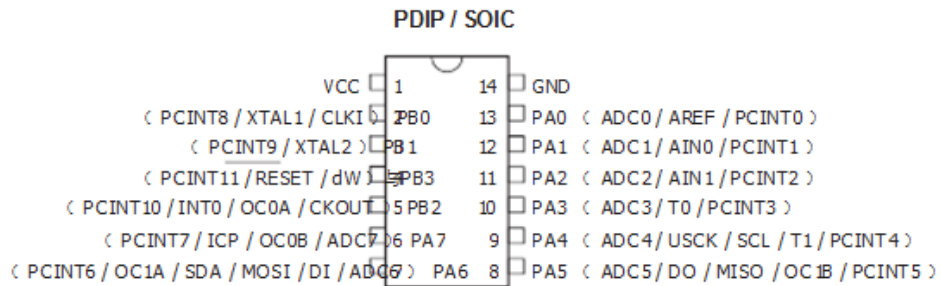 PDIP / SOIC
VCC 1 14 GND
( PCINT8 / XTAL1 / CLKI ) 2 PB0 13 PA0 ( ADC0 / AREF / PCINT0 )
( PCINT9 / XTAL2 ) PB1 12 PA1 ( ADC1 / AIN0 / PCINT1 )
( PCINT11 / RESET / dW ) 4 PB3 11 PA2 ( ADC2 / AIN1 / PCINT2 )
( PCINT10 / INT0 / OC0A / CKOUT 5 PB2 10 PA3 ( ADC3 / T0 / PCINT3 )
( PCINT7 / ICP / OC0B / ADC7 ) 6 PA7 9 PA4 ( ADC4 / USCK / SCL / T1 / PCINT4 )
( PCINT6 / OC1A / SDA / MOSI / DI / ADC6 ) PA6 8 PA5 ( ADC5 / DO / MISO / OC1B / PCINT5 )